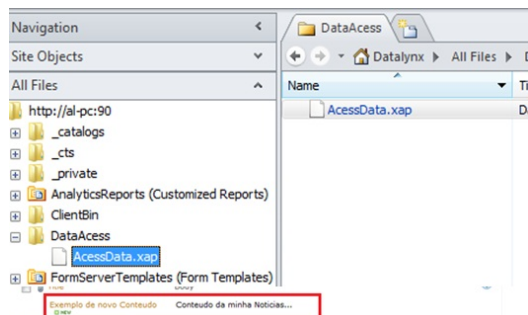 Navigation
Site Objects
All Files
http://al-pc:90
_catalogs
_cts
_private
AnalyticsReports (Customized Reports)
ClientBin
DataAcess
AcessData.xap
FormServerTemplates (Form Templates)
DataAcess
Datalynx All Files
Name
AcessData.xap
Exemplo de novo Conteudo Conteudo da minha Noticias...
NEW